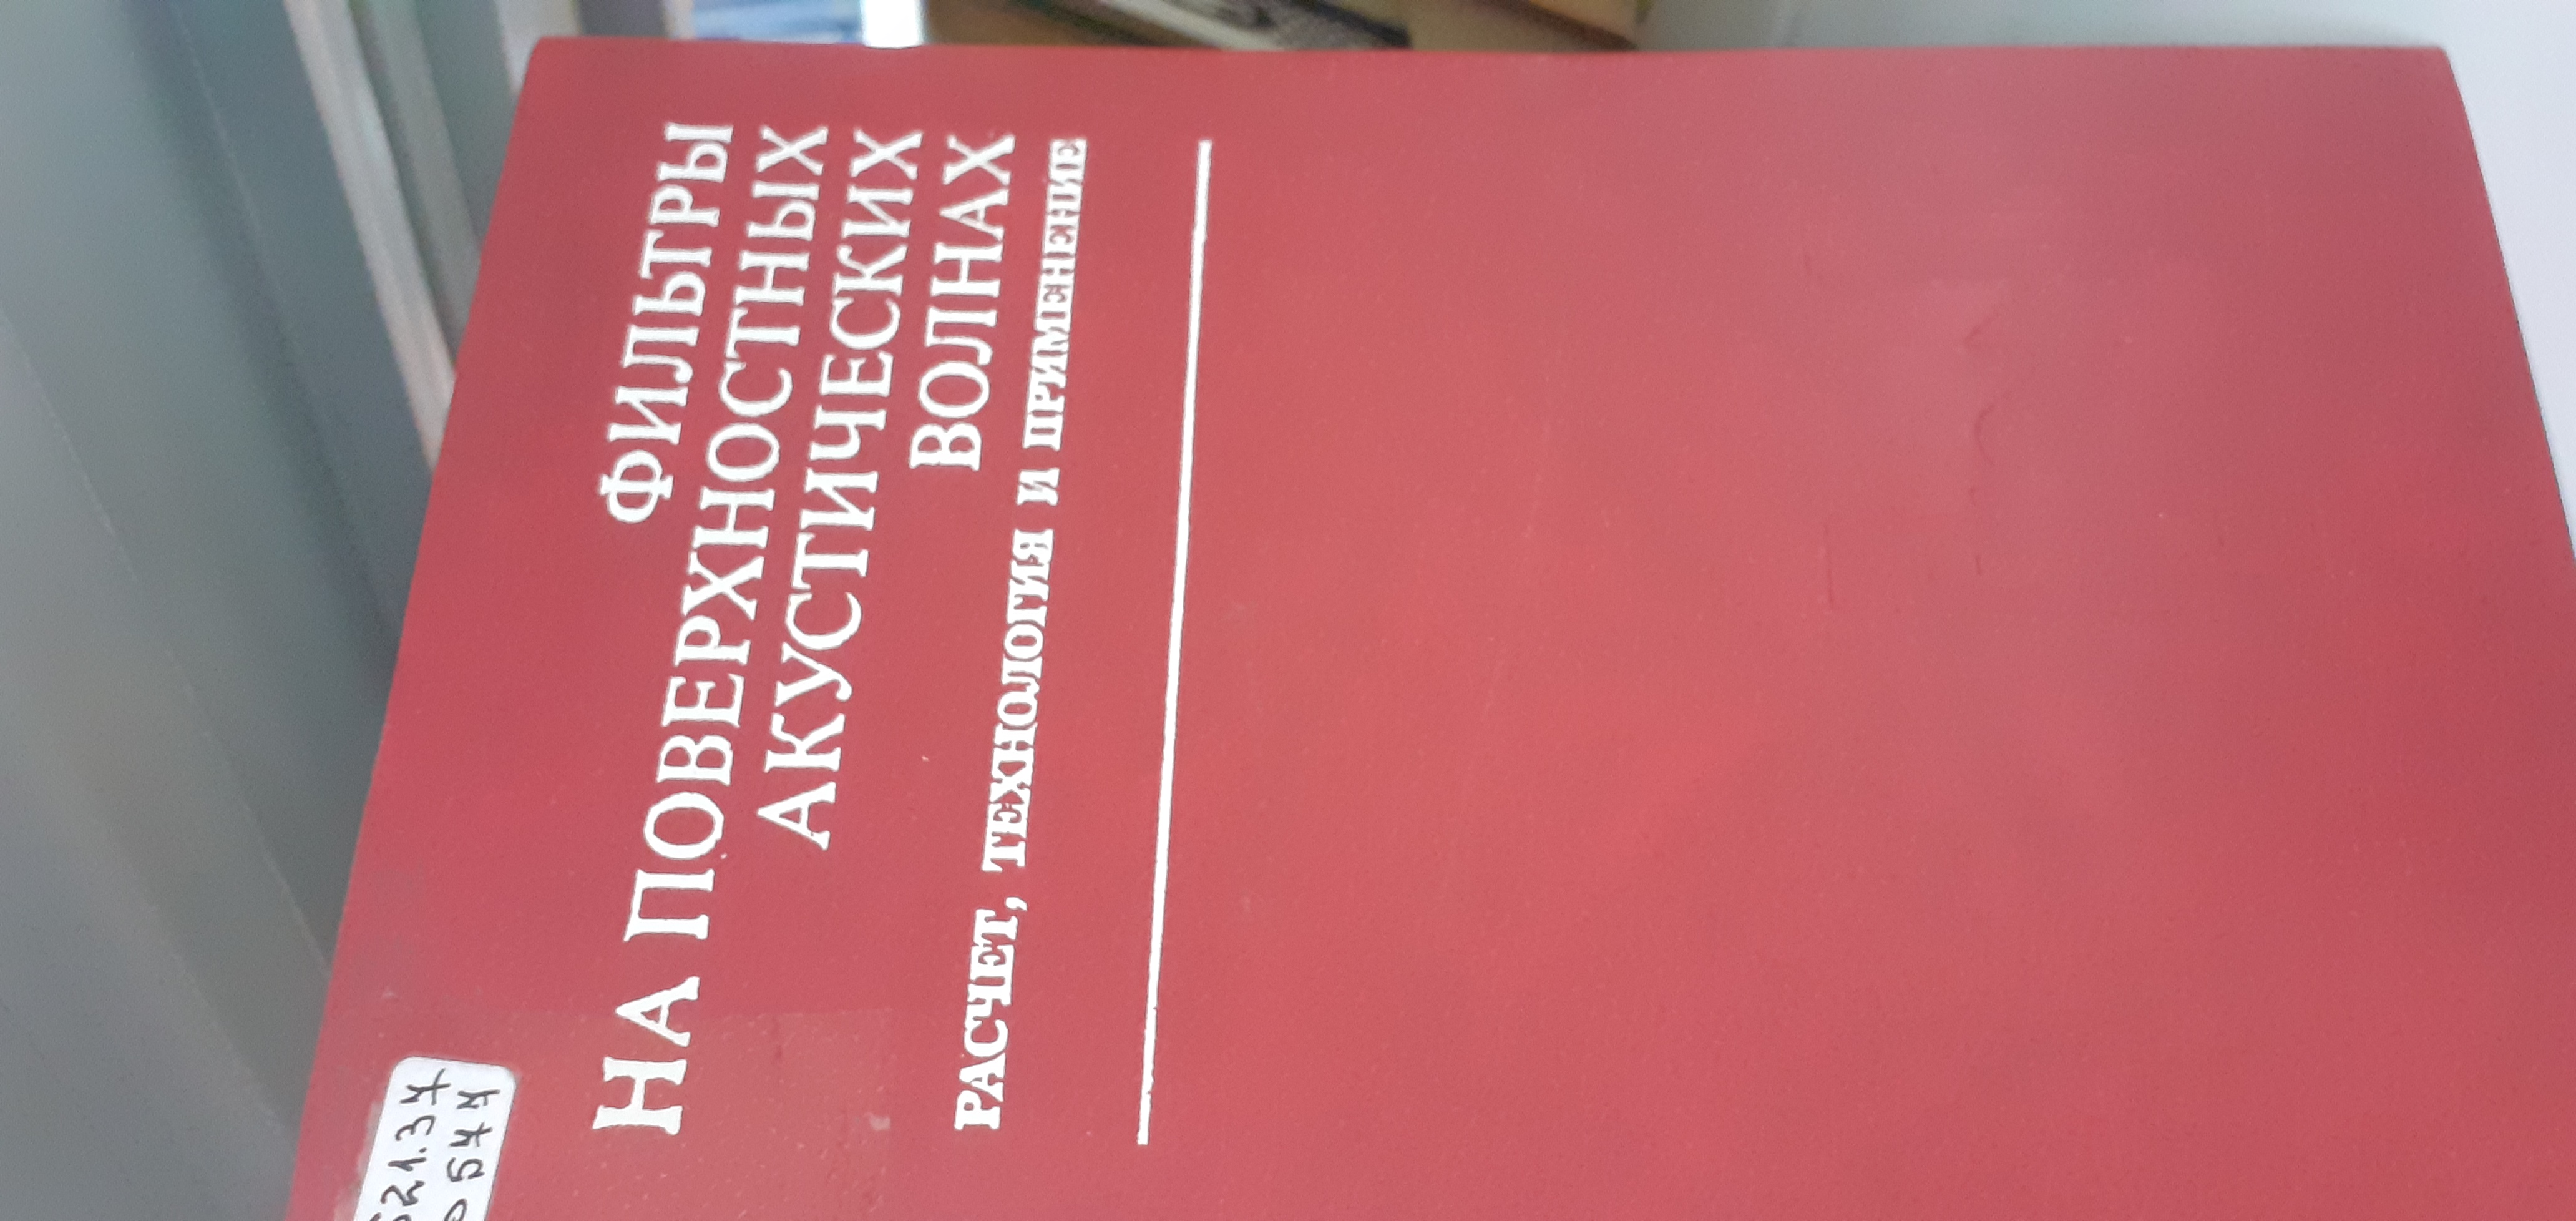 ФИЛЬТРЫ
НА ПОВЕРХНОСТНЫХ
АКУСТИЧЕСКИХ
ВОЛНАХ
РАСЧЕТ, ТЕХНОЛОГИЯ И ПРИМЕНЕНИЕ